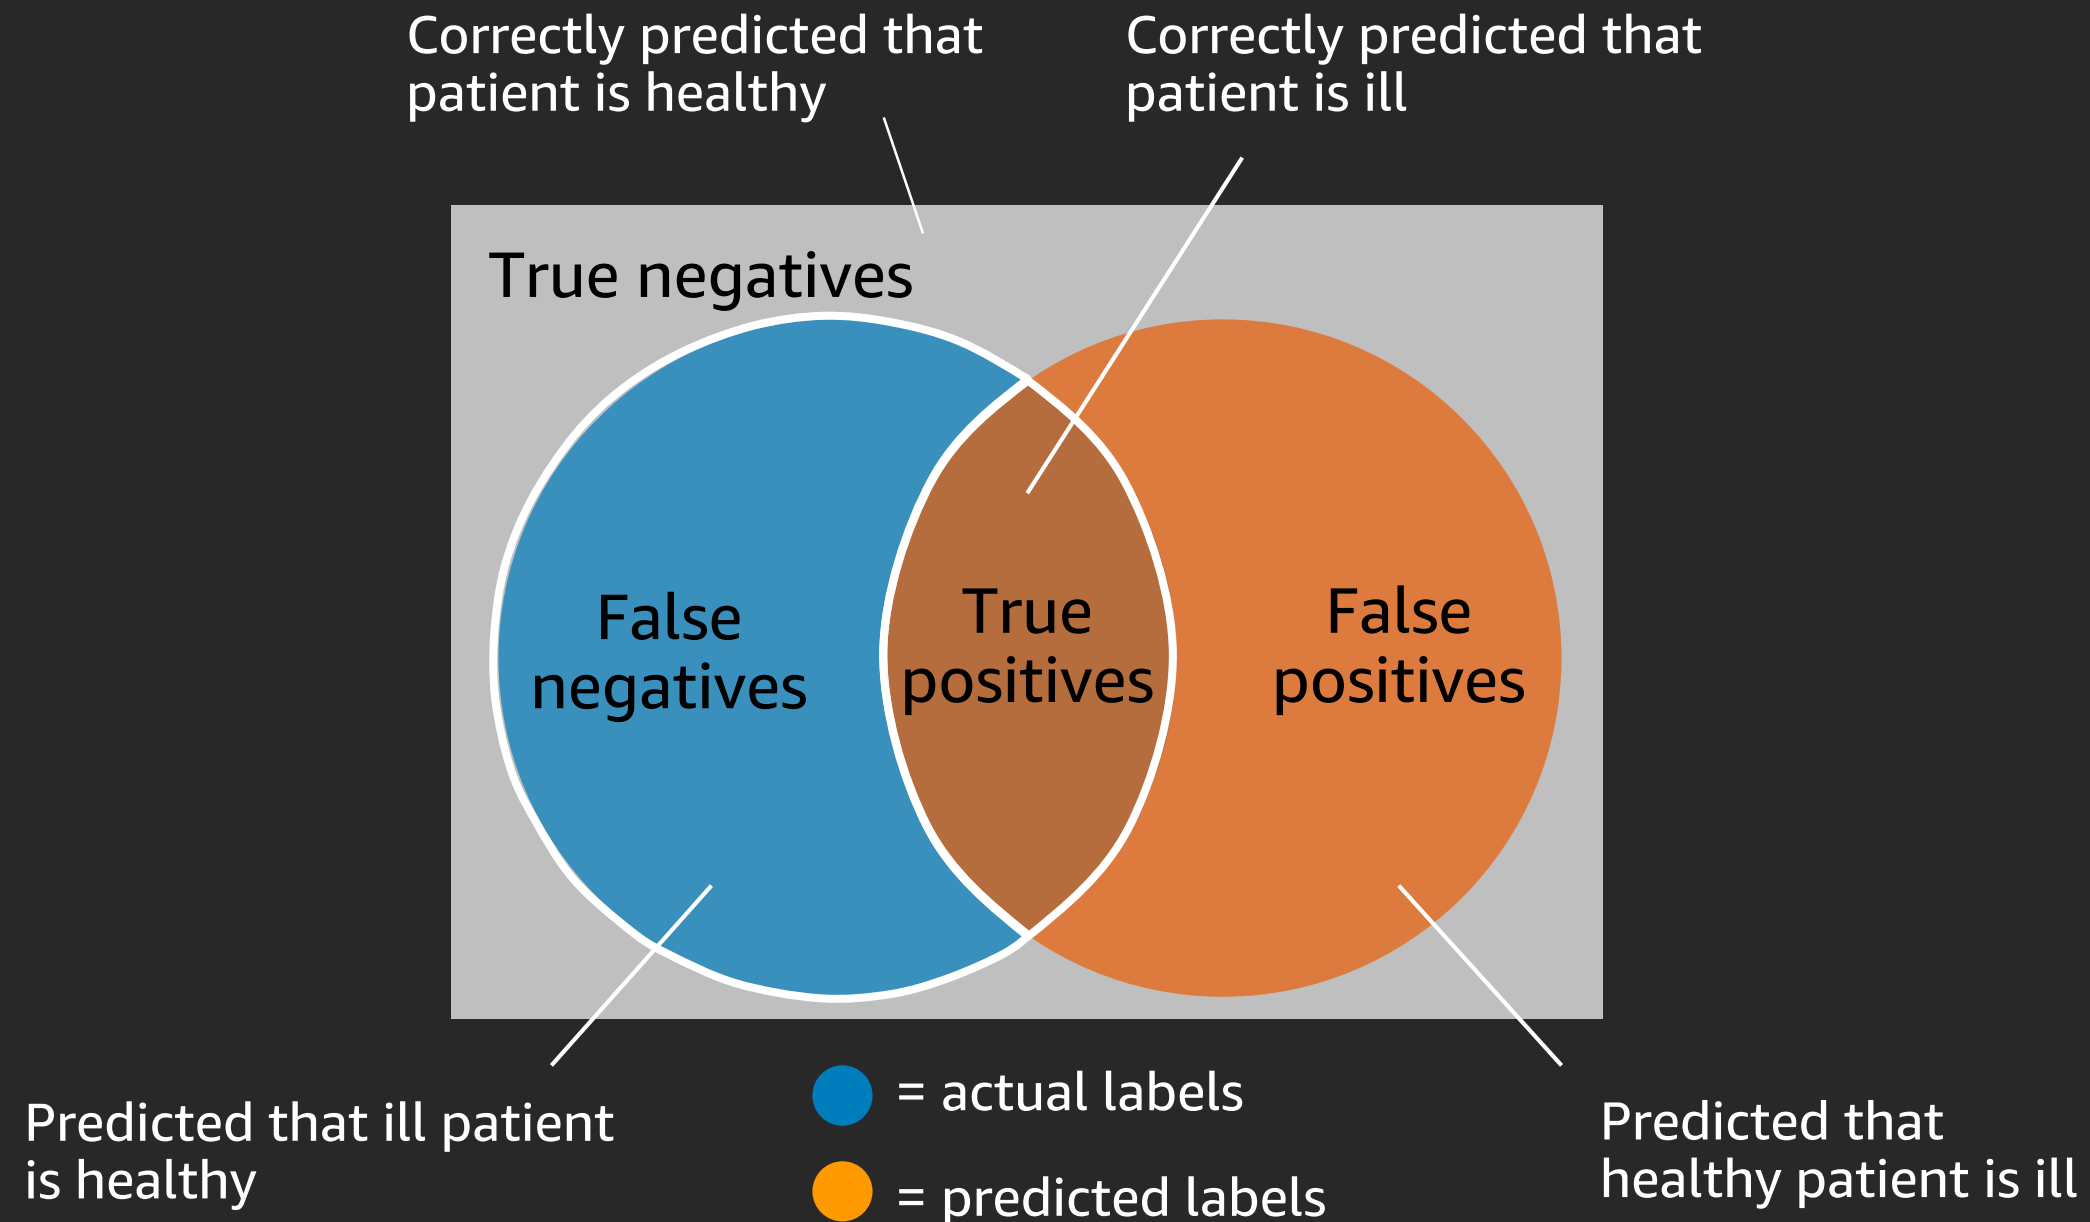 Correctly predicted that
patient is healthy
Correctly predicted that
patient is ill
True negatives
False
negatives
True
positives
False
positives
Predicted that ill patient
is healthy
= actual labels
= predicted labels
Predicted that
healthy patient is ill